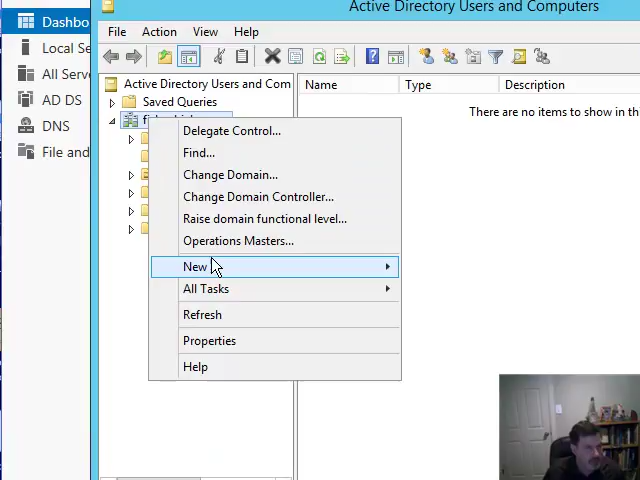 Active Directory Users and Computers
File Action View Help
Dashbo
Local Se
All Serve
AD DS
DNS
File and
Active Directory Users and Com
Saved Queries
Name Type Description
There are no items to show in this
Delegate Control...
Find...
Change Domain...
Change Domain Controller...
Raise domain functional level...
Operations Masters...
New
All Tasks
Refresh
Properties
Help